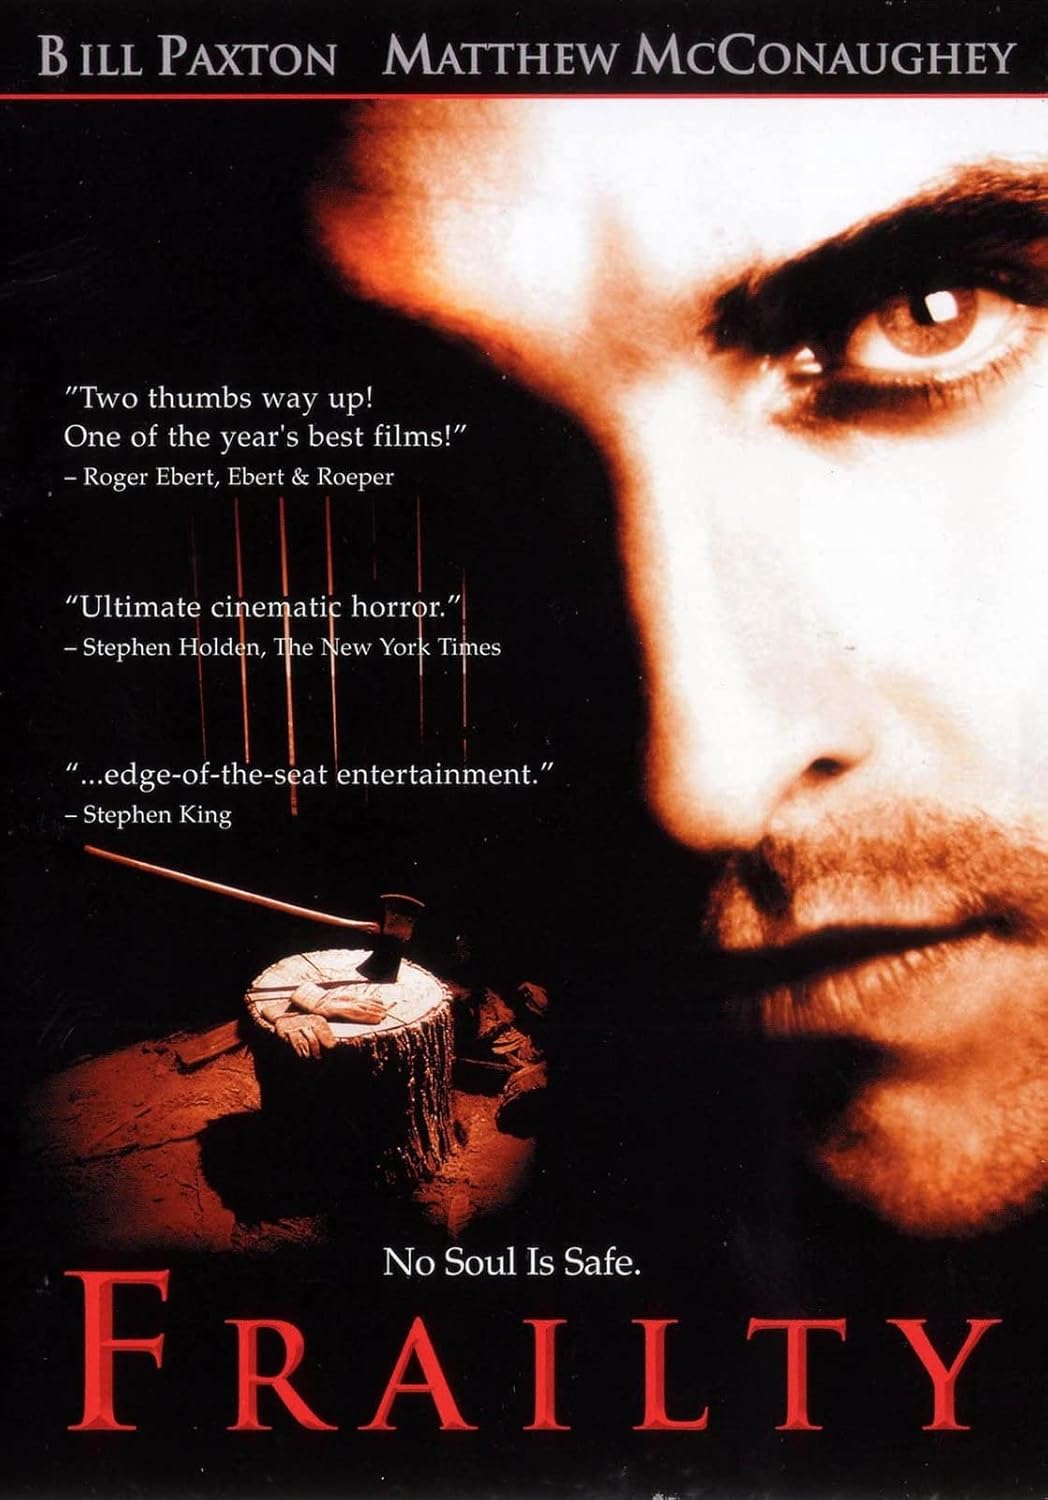 BILL PAXTON MATTHEW MCCONAUGHEY
"Two thumbs way up!
One of the year's best films!"
– Roger Ebert, Ebert & Roeper
"Ultimate cinematic horror."
– Stephen Holden, The New York Times
"...edge-of-the-seat entertainment."
– Stephen King
No Soul Is Safe.
FRAILTY